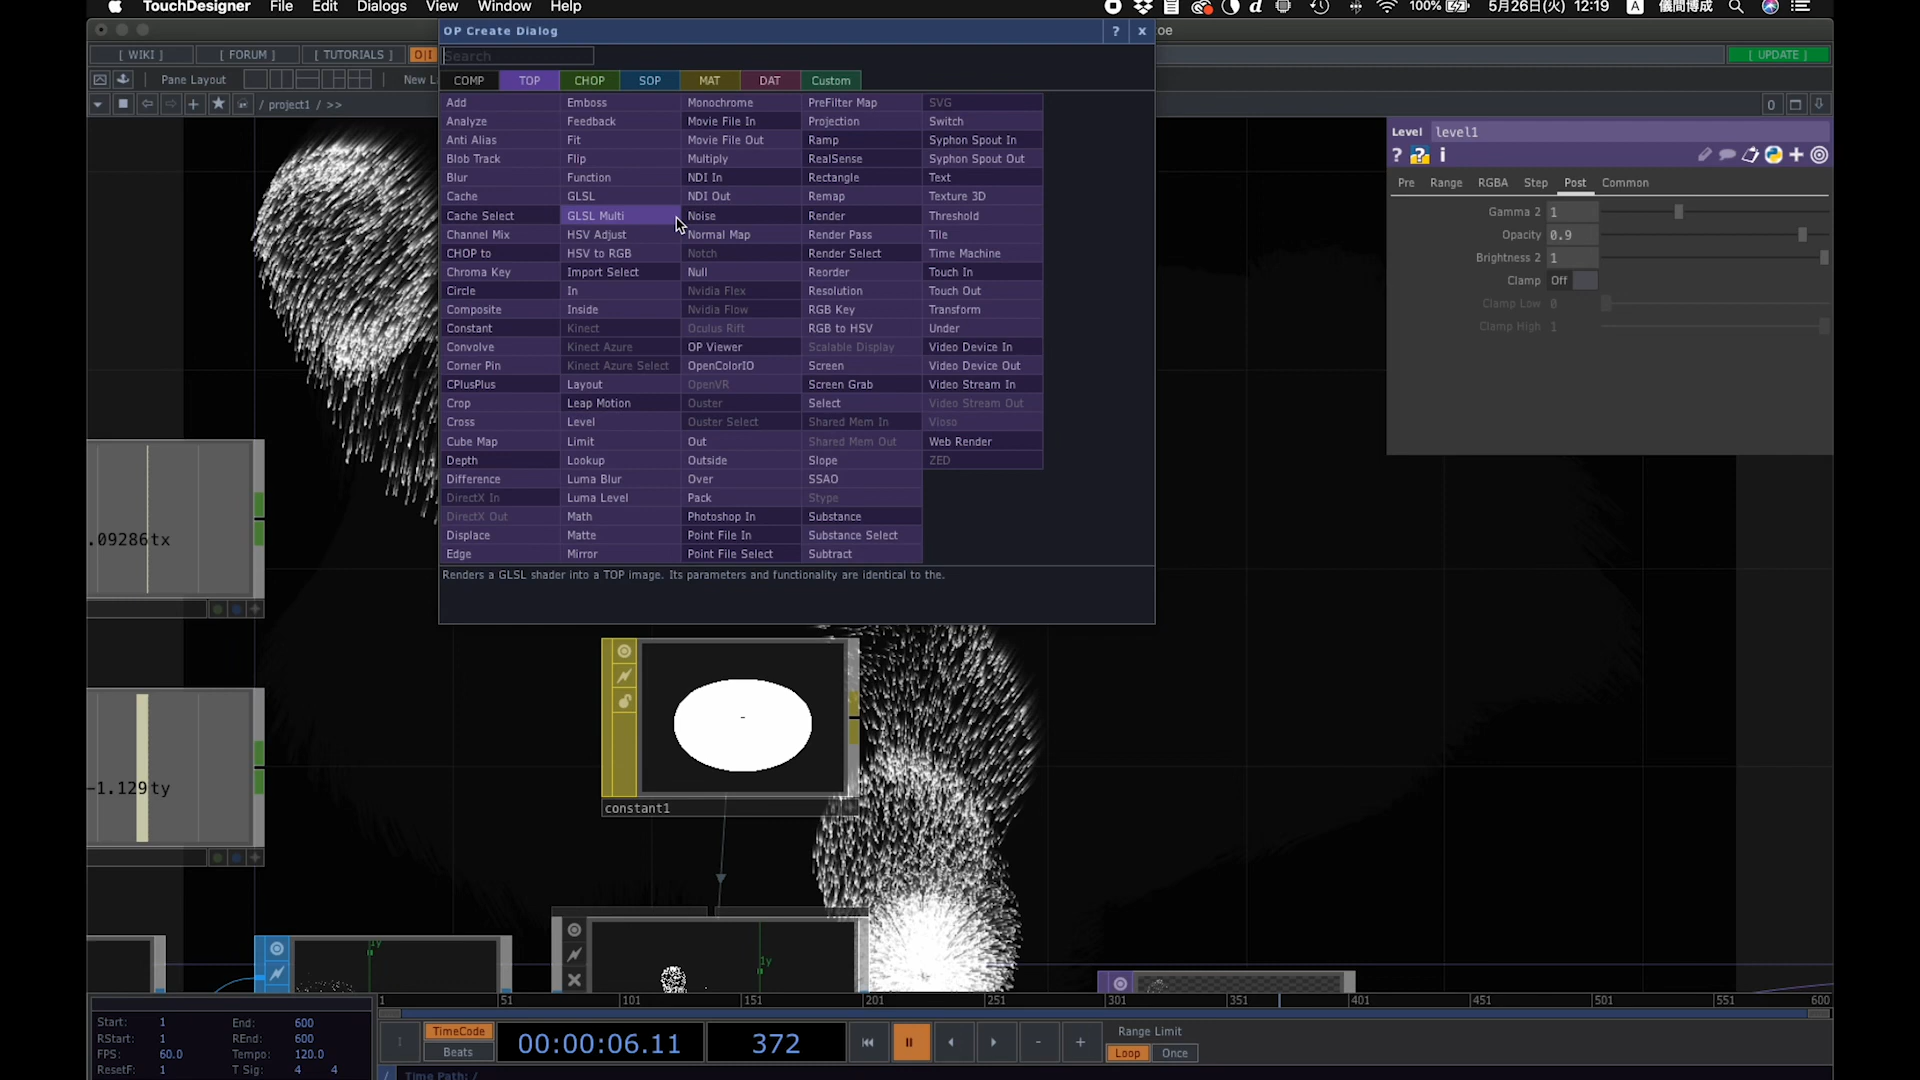 TouchDesigner File Edit Dialogs View Window Help
100% 5月26日(火) 12:19 A 儀間博成
OP Create Dialog ? x oe
[ WIKI ] [ FORUM ] [ TUTORIALS ] O|I [ UPDATE ]
Search
Pane Layout New L
COMP TOP CHOP SOP MAT DAT Custom
/ project1 / >> 0
Add Emboss Monochrome PreFilter Map SVG
Analyze Feedback Movie File In Projection Switch
Anti Alias Fit Movie File Out Ramp Syphon Spout In
Blob Track Flip Multiply RealSense Syphon Spout Out
Blur Function NDI In Rectangle Text
Cache GLSL NDI Out Remap Texture 3D
Cache Select GLSL Multi Noise Render Threshold
Channel Mix HSV Adjust Normal Map Render Pass Tile
CHOP to HSV to RGB Notch Render Select Time Machine
Chroma Key Import Select Null Reorder Touch In
Circle In Nvidia Flex Resolution Touch Out
Composite Inside Nvidia Flow RGB Key Transform
Constant Kinect Oculus Rift RGB to HSV Under
Convolve Kinect Azure OP Viewer Scalable Display Video Device In
Corner Pin Kinect Azure Select OpenColorIO Screen Video Device Out
CPlusPlus Layout OpenVR Screen Grab Video Stream In
Crop Leap Motion Ouster Select Video Stream Out
Cross Level Ouster Select Shared Mem In Vioso
Cube Map Limit Out Shared Mem Out Web Render
Depth Lookup Outside Slope ZED
Difference Luma Blur Over SSAO
DirectX In Luma Level Pack Stype
DirectX Out Math Photoshop In Substance
Displace Matte Point File In Substance Select
Edge Mirror Point File Select Subtract
Renders a GLSL shader into a TOP image. Its parameters and functionality are identical to the.
Level level1
? ? i
Pre Range RGBA Step Post Common
Gamma 2 1
Opacity 0.9
Brightness 2 1
Clamp Off
Clamp Low 0
Clamp High 1
.09286tx
-1.129ty
constant1
1y
1y
1 51 101 151 201 251 301 351 401 451 501 551 600
Start: 1 End: 600
RStart: 1 REnd: 600
FPS: 60.0 Tempo: 120.0
ResetF: 1 T Sig: 4 4
I TimeCode 00:00:06.11 372 - + Range Limit
Beats Loop Once
/ Time Path: /